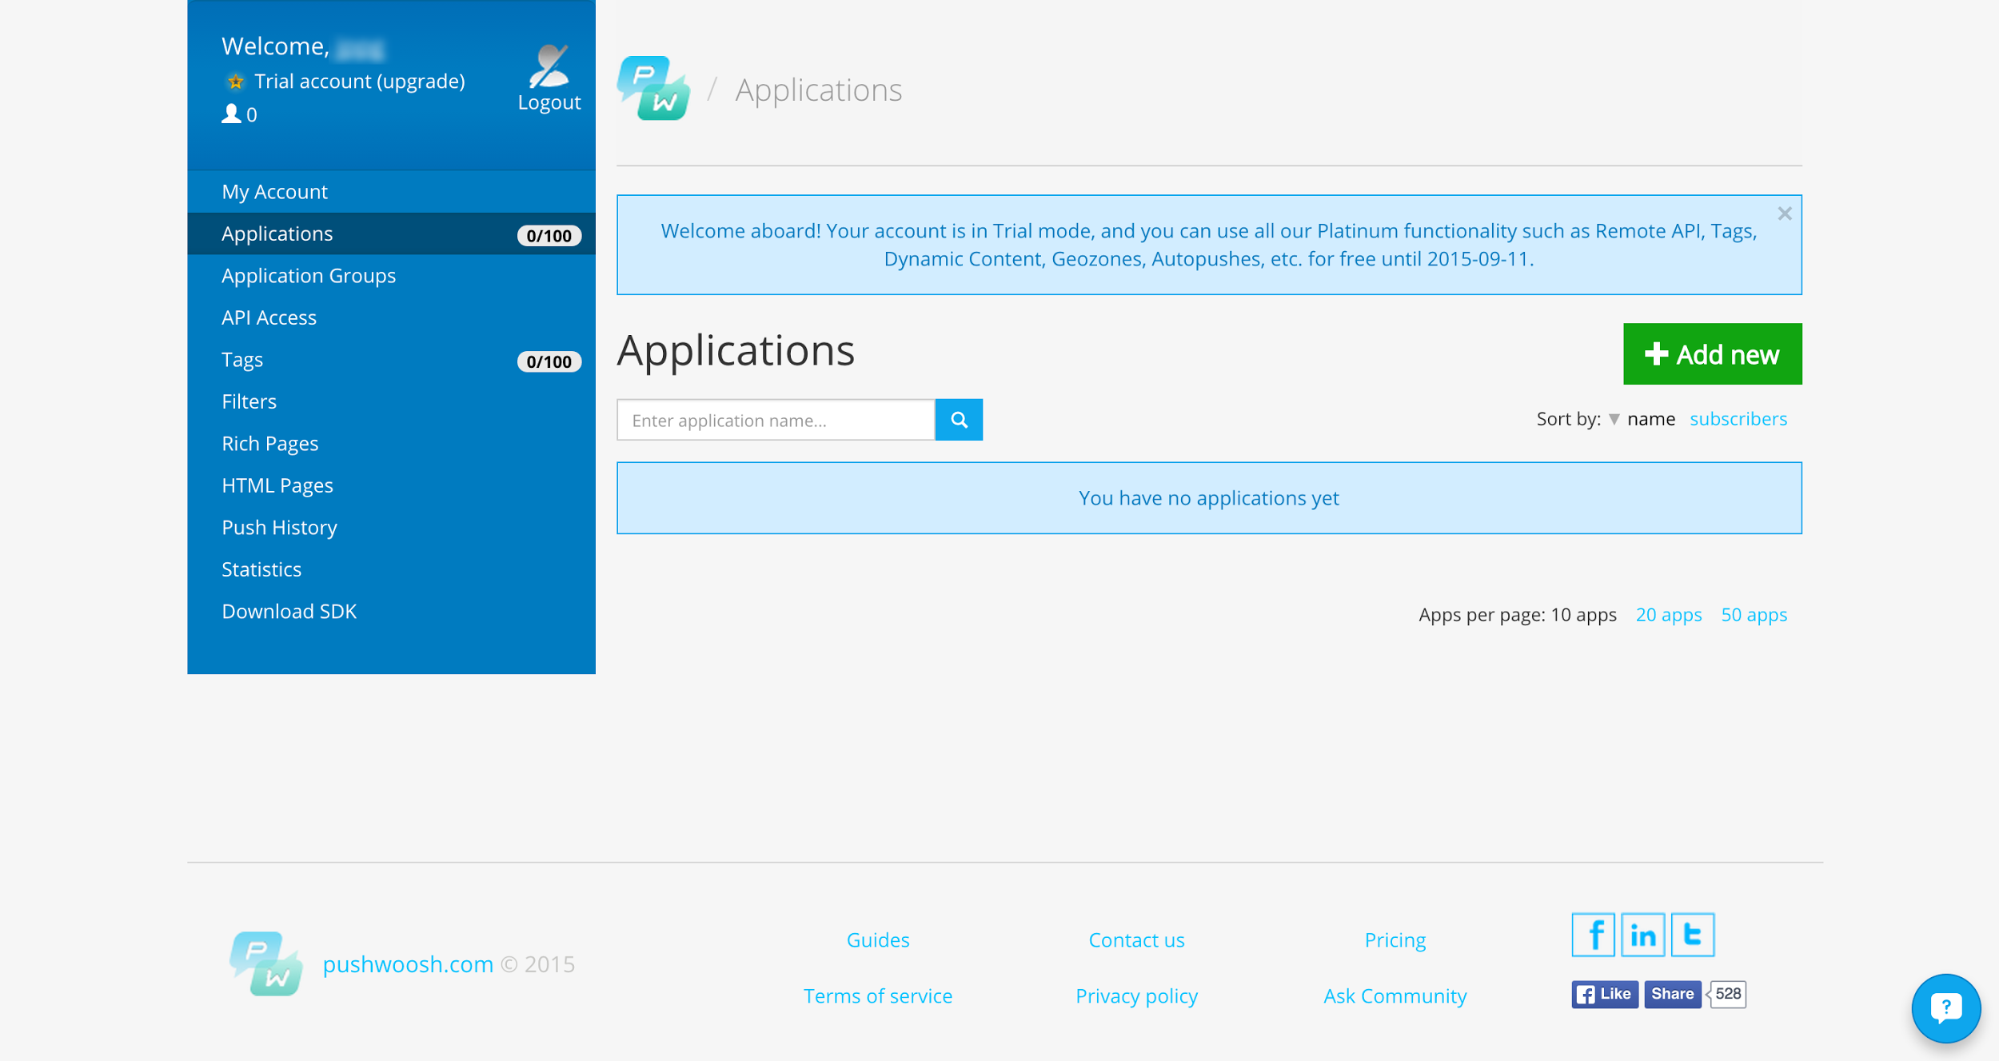 Welcome,
Trial account (upgrade)
0
Logout
My Account
Applications 0/100
Application Groups
API Access
Tags 0/100
Filters
Rich Pages
HTML Pages
Push History
Statistics
Download SDK
PW / Applications
Welcome aboard! Your account is in Trial mode, and you can use all our Platinum functionality such as Remote API, Tags,
Dynamic Content, Geozones, Autopushes, etc. for free until 2015-09-11.
×
Applications
Add new
Enter application name...
Sort by: ▼ name subscribers
You have no applications yet
Apps per page: 10 apps 20 apps 50 apps
PW
pushwoosh.com © 2015
Guides Contact us Pricing
Terms of service Privacy policy Ask Community
f in t
f Like Share 528
?